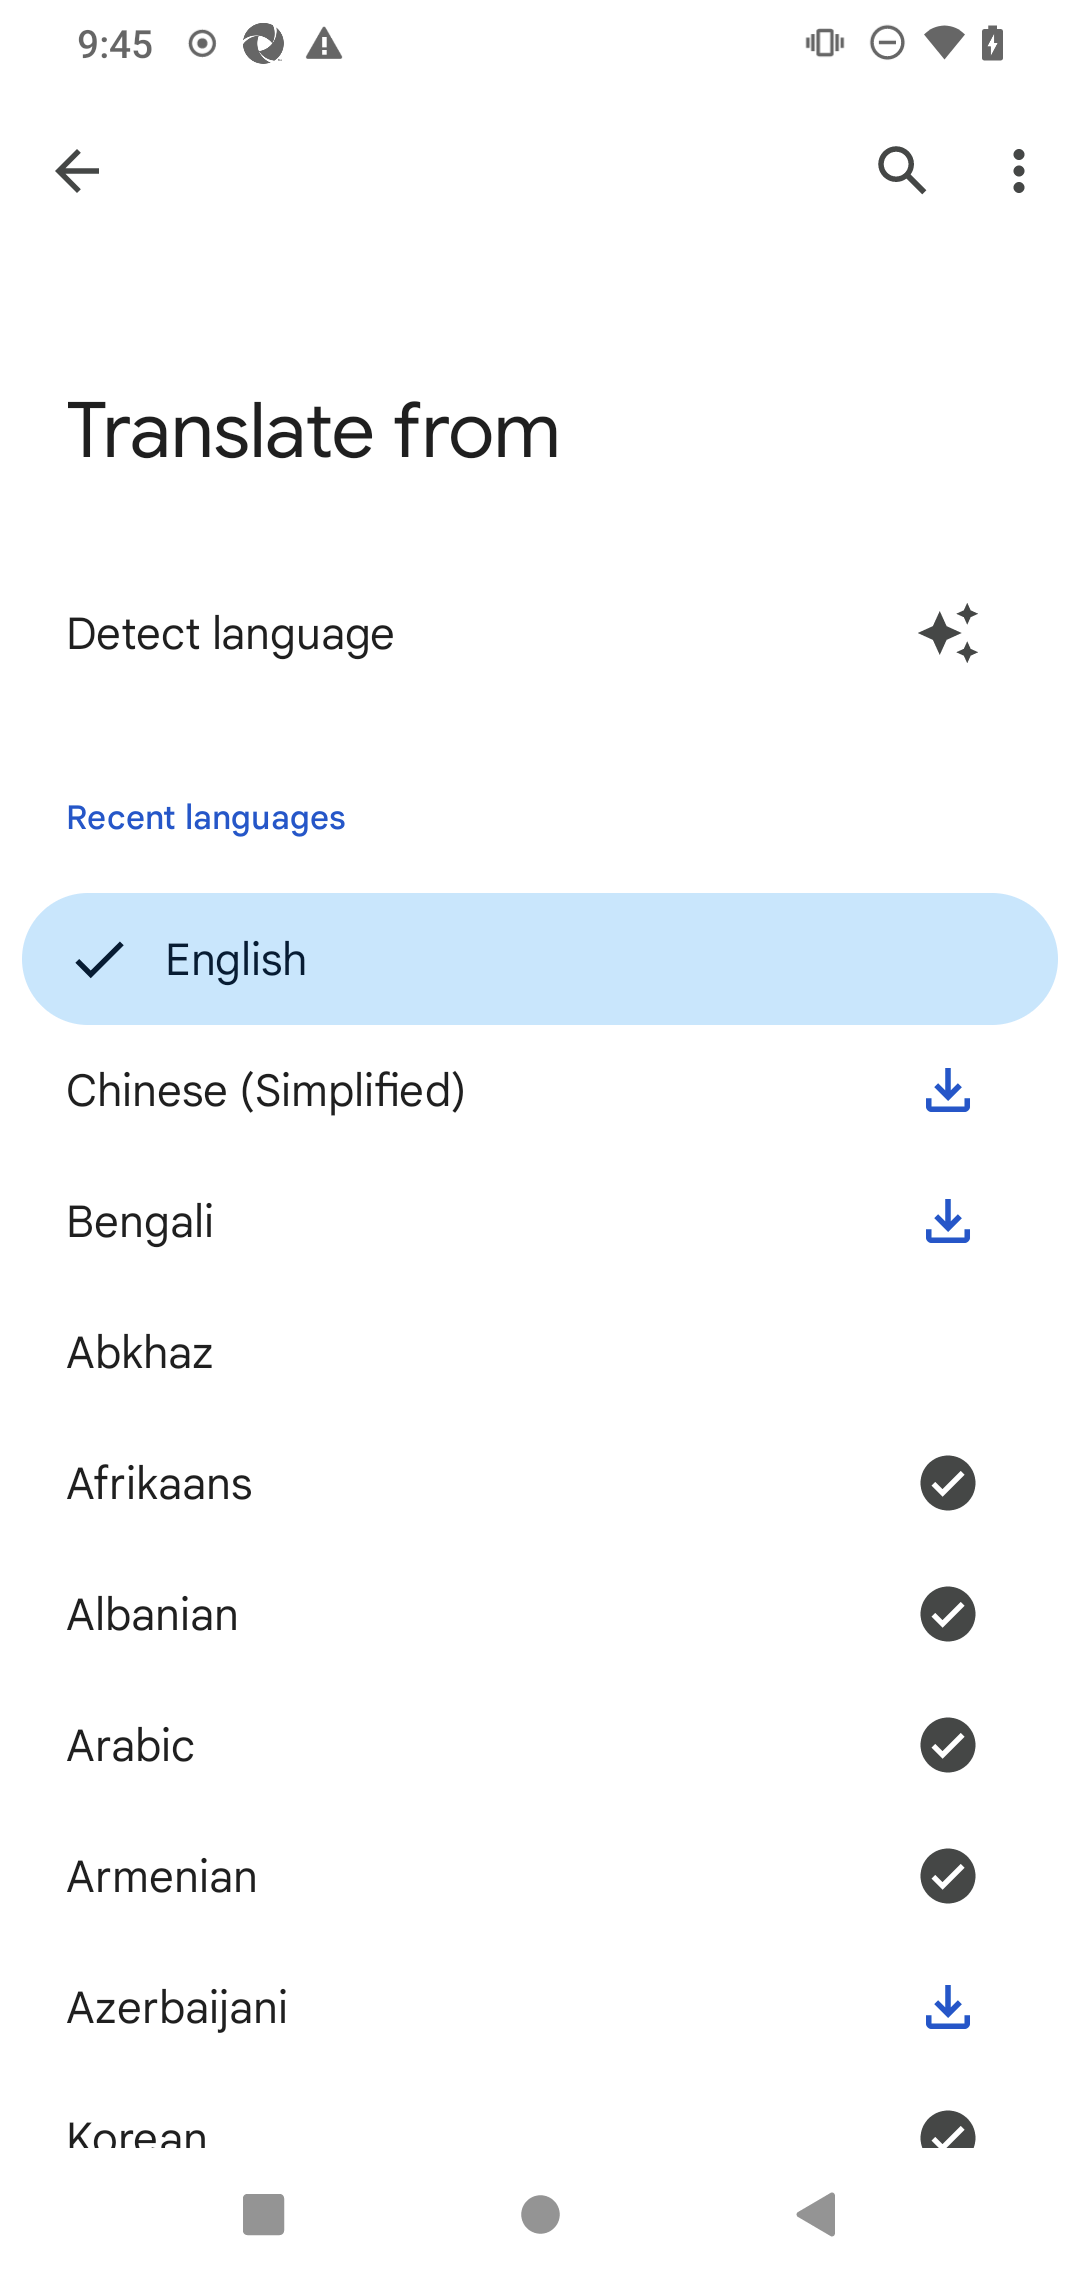 9:45
Translate from
Detect language
Recent languages
English
Chinese (Simplified)
Bengali
Abkhaz
Afrikaans
Albanian
Arabic
Armenian
Azerbaijani
Korean